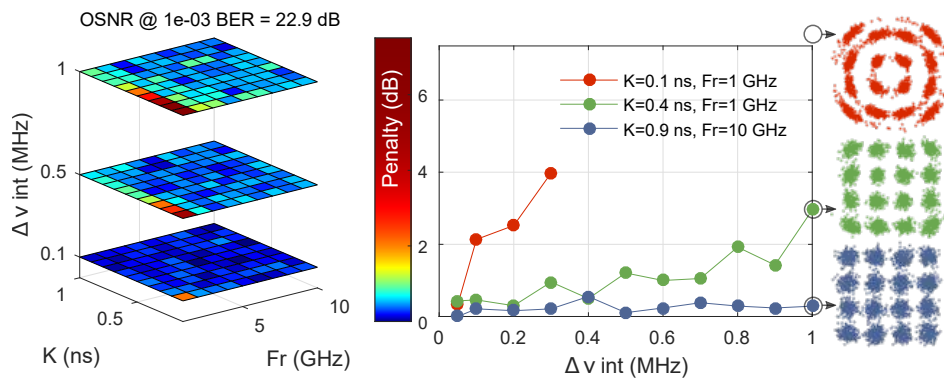 OSNR @ 1e-03 BER = 22.9 dB
1
0.5
0.1
Δ ν int (MHz)
1
0.5
K (ns)
5
10
Fr (GHz)
Penalty (dB)
6
4
2
0
K=0.1 ns, Fr=1 GHz
K=0.4 ns, Fr=1 GHz
K=0.9 ns, Fr=10 GHz
0
0.2
0.4
0.6
0.8
1
Δ ν int (MHz)